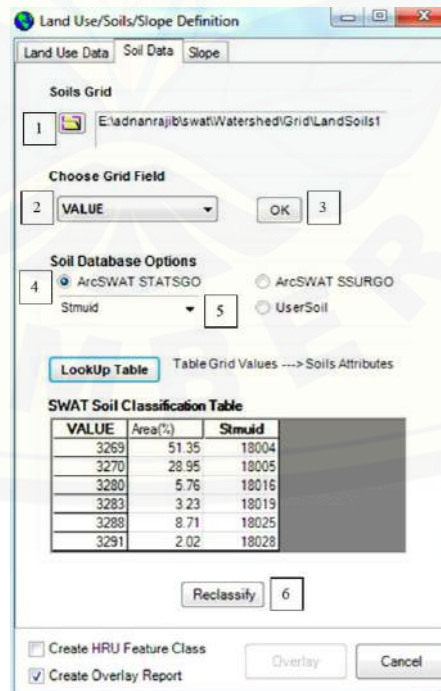 Land Use/Soils/Slope Definition
Land Use Data Soil Data Slope
Soils Grid
1 E:\adnanrajib\swat\Watershed\Grid\LandSoils1
Choose Grid Field
2 VALUE OK 3
Soil Database Options
4 ArcSWAT STATSGO ArcSWAT SSURGO
Stmuid 5 UserSoil
LookUp Table Table Grid Values ---> Soils Attributes
SWAT Soil Classification Table
VALUE Area(%) Stmuid
3269 51.35 18004
3270 28.95 18005
3280 5.76 18016
3283 3.23 18019
3288 8.71 18025
3291 2.02 18028
Reclassify 6
Create HRU Feature Class
Create Overlay Report
Overlay Cancel